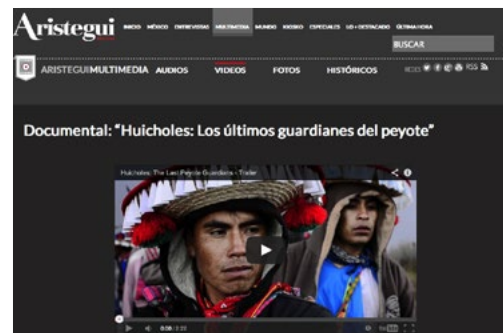 Aristegui
INICIO MÉXICO ENTREVISTAS MULTIMEDIA MUNDO KIOSKO ESPECIALES LO + DESTACADO ÚLTIMA HORA
BUSCAR
ARISTEGUIMULTIMEDIA AUDIOS VIDEOS FOTOS HISTÓRICOS RSS
Documental: “Huicholes: Los últimos guardianes del peyote”
Huicholes: The Last Peyote Guardians - Trailer